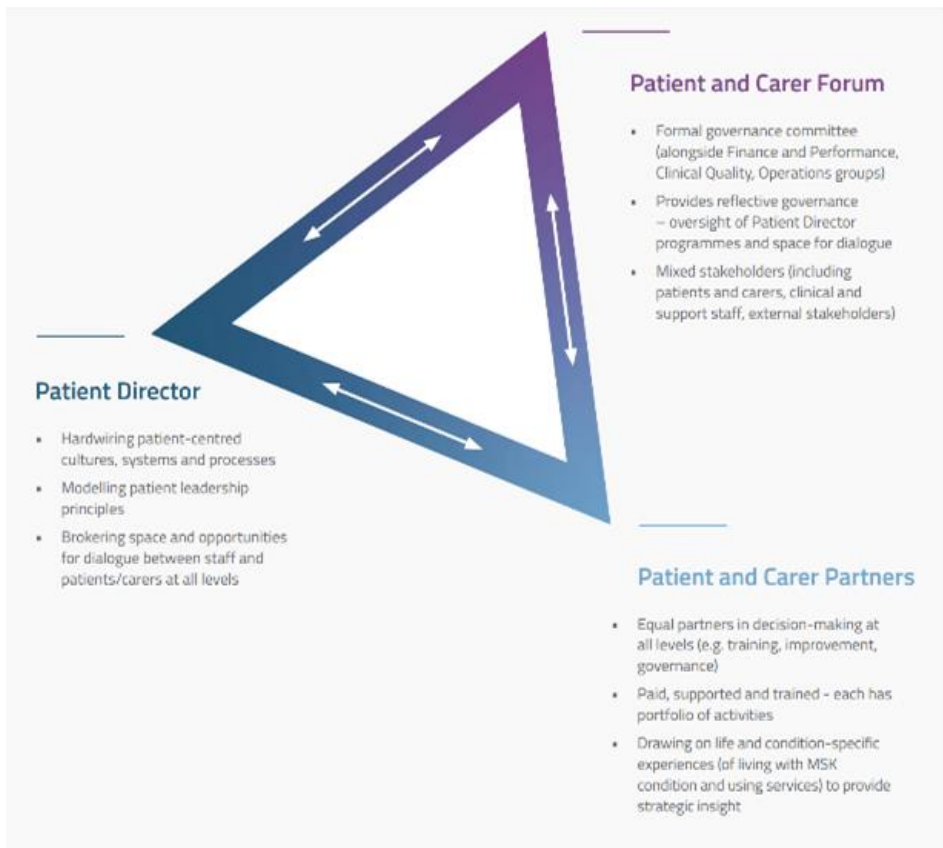 Patient and Carer Forum
• Formal governance committee
(alongside Finance and Performance,
Clinical Quality, Operations groups)
• Provides reflective governance
– oversight of Patient Director
programmes and space for dialogue
• Mixed stakeholders (including
patients and carers, clinical and
support staff, external stakeholders)
Patient Director
• Hardwiring patient-centred
cultures, systems and processes
• Modelling patient leadership
principles
• Brokering space and opportunities
for dialogue between staff and
patients/carers at all levels
Patient and Carer Partners
• Equal partners in decision-making at
all levels (e.g. training, improvement,
governance)
• Paid, supported and trained - each has
portfolio of activities
• Drawing on life and condition-specific
experiences (of living with MSK
condition and using services) to provide
strategic insight